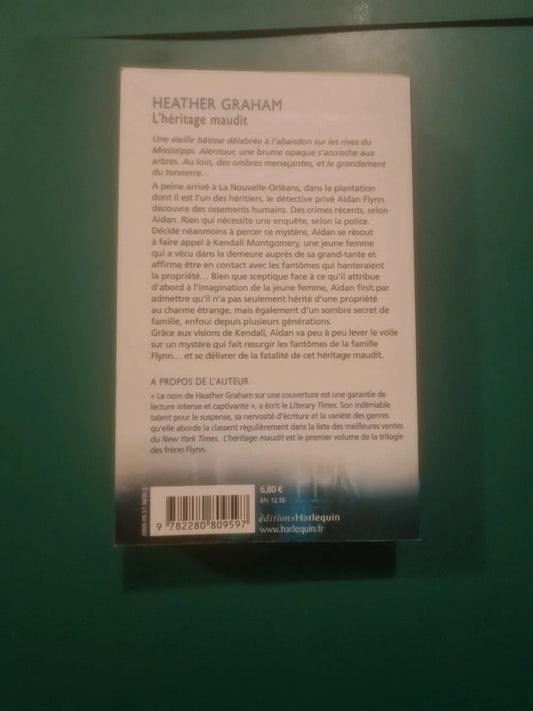 HEATHER GRAHAM
L'héritage maudit
Une vieille bâtisse délabrée à l'abandon sur les rives du
Mississippi. Alentour, une brume opaque s'accroche aux
arbres. Au loin, des ombres menaçantes, et le grondement
du tonnerre...
A peine arrivé à La Nouvelle-Orléans, dans la plantation
dont il est l'un des héritiers, le détective privé Aidan Flynn
découvre des ossements humains. Des crimes récents, selon
Aidan. Rien qui nécessite une enquête, selon la police.
Décidé néanmoins à percer ce mystère, Aidan se résout
à faire appel à Kendall Montgomery, une jeune femme
qui a vécu dans la demeure auprès de sa grand-tante et
affirme être en contact avec les fantômes qui hanteraient
la propriété... Bien que sceptique face à ce qu'il attribue
d'abord à l'imagination de la jeune femme, Aidan finit par
admettre qu'il n'a pas seulement hérité d'une propriété
au charme étrange, mais également d'un sombre secret de
famille, enfoui depuis plusieurs générations.
Grâce aux visions de Kendall, Aidan va peu à peu lever le voile
sur un mystère qui fait resurgir les fantômes de la famille
Flynn... et se délivrer de la fatalité de cet héritage maudit.
A PROPOS DE L'AUTEUR
« Le nom de Heather Graham sur une couverture est une garantie de
lecture intense et captivante », a écrit le Literary Times. Son indéniable
talent pour le suspense, sa nervosité d'écriture et la variété des genres
qu'elle aborde la classent régulièrement dans la liste des meilleures ventes
du New York Times. L'héritage maudit est le premier volume de la trilogie
des frères Flynn.
6,80 €
Sfr. 12.10
9 782280 809597
éditionsHarlequin
www.harlequin.fr